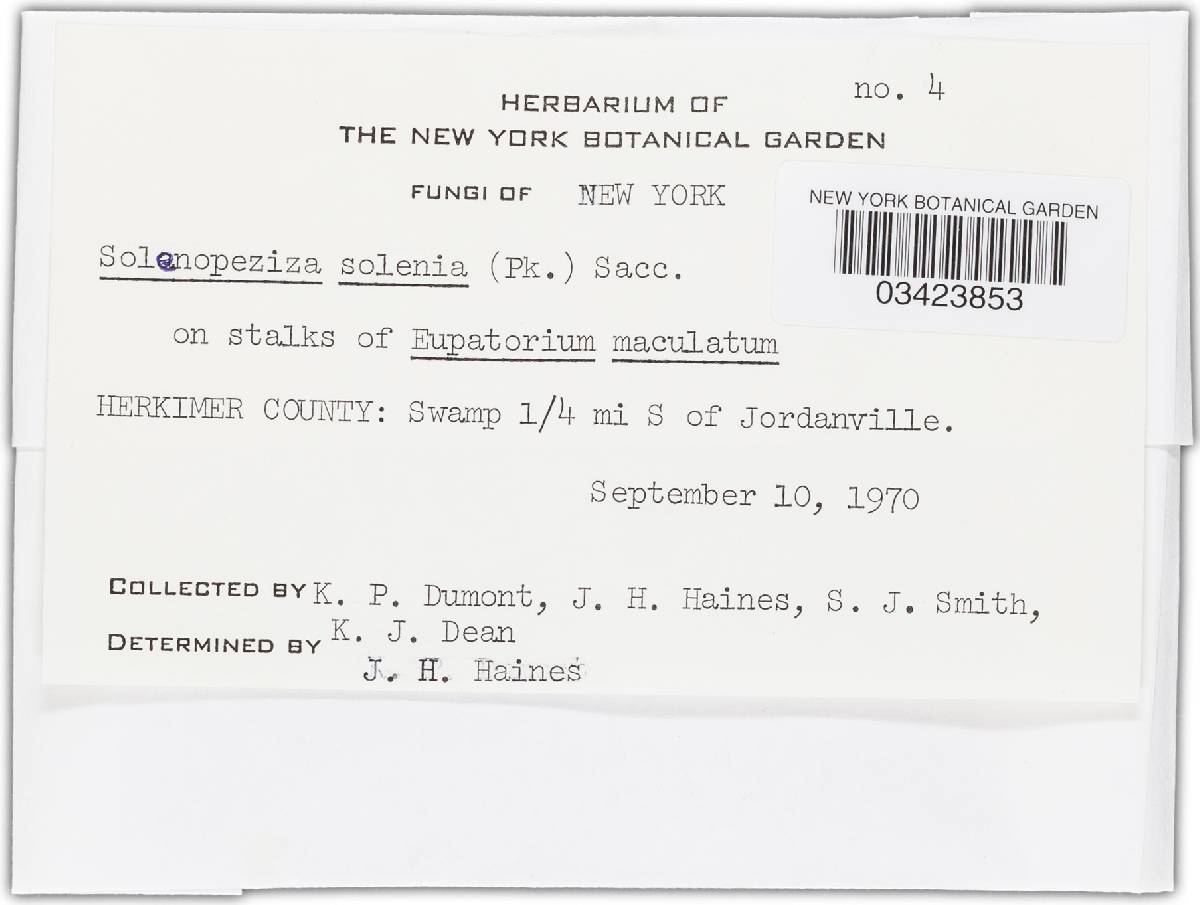 no. 4
HERBARIUM OF
THE NEW YORK BOTANICAL GARDEN
FUNGI OF NEW YORK
NEW YORK BOTANICAL GARDEN
03423853
Solenopeziza solenia (Pk.) Sacc.
on stalks of Eupatorium maculatum
HERKIMER COUNTY: Swamp 1/4 mi S of Jordanville.
September 10, 1970
COLLECTED BY K. P. Dumont, J. H. Haines, S. J. Smith,
K. J. Dean
DETERMINED BY
J. H. Haines